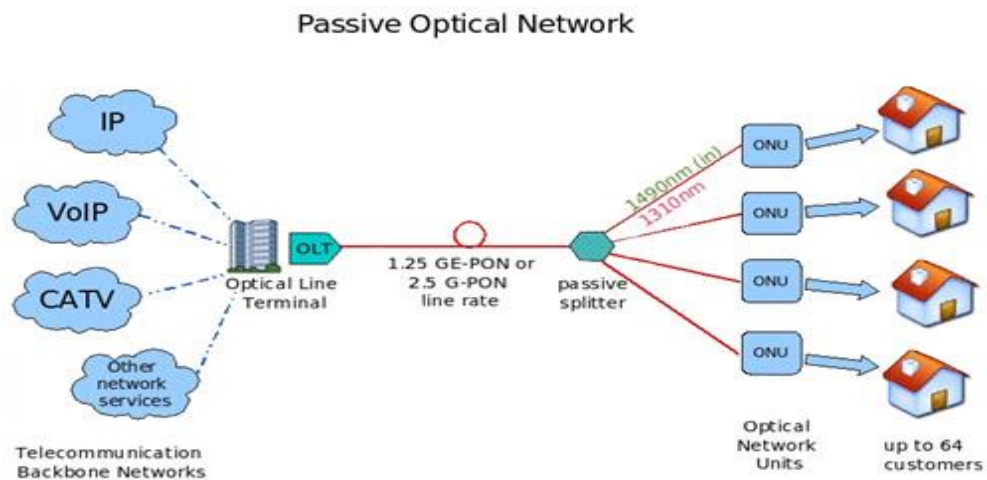 Passive Optical Network
IP
VoIP
CATV
Other
network
services
Telecommunication
Backbone Networks
OLT
Optical Line
Terminal
1.25 GE-PON or
2.5 G-PON
line rate
passive
splitter
1490nm (in)
1310nm
ONU
ONU
ONU
ONU
Optical
Network
Units
up to 64
customers